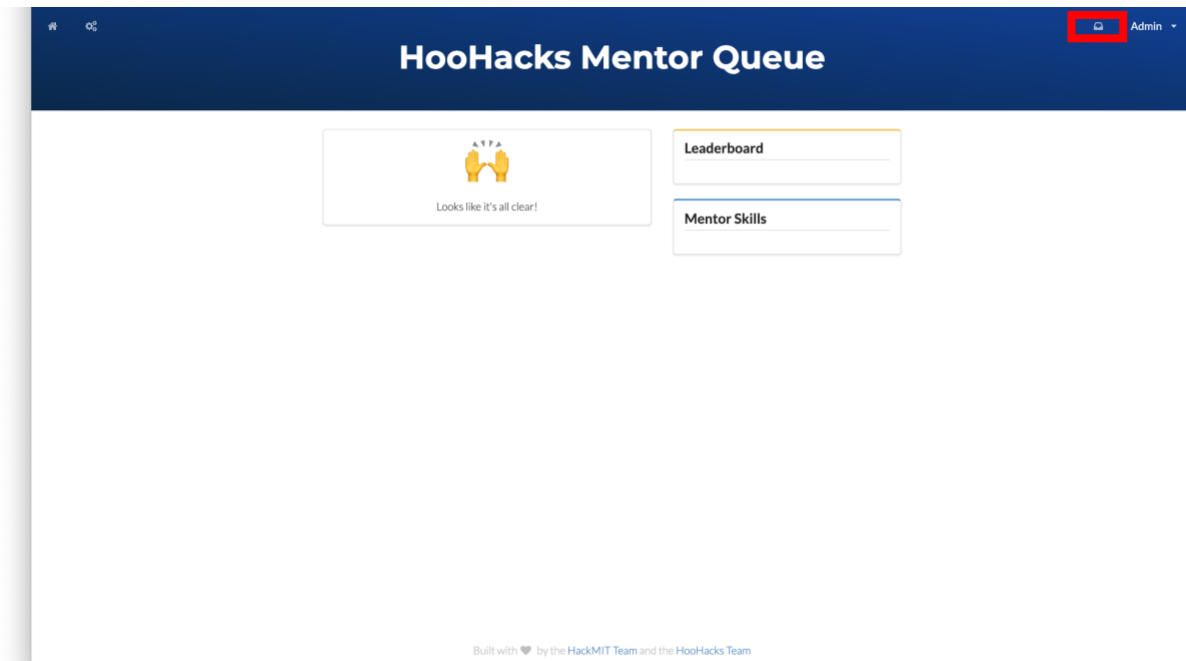 Admin
HooHacks Mentor Queue
Looks like it's all clear!
Leaderboard
Mentor Skills
Built with by the HackMIT Team and the HooHacks Team